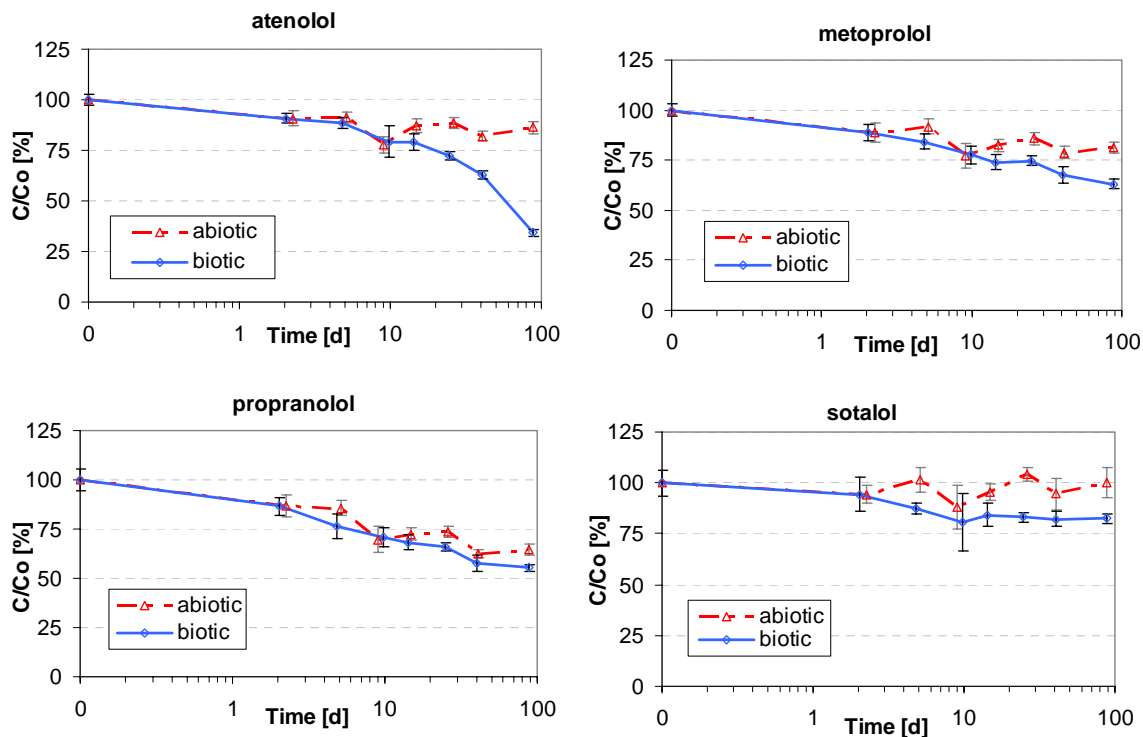 atenolol
125
100
75
50
25
0
C/Co [%]
abiotic
biotic
0 1 10 100
Time [d]
metoprolol
125
100
75
50
25
0
C/Co [%]
abiotic
biotic
0 1 10 100
Time [d]
propranolol
125
100
75
50
25
0
C/Co [%]
abiotic
biotic
0 1 10 100
Time [d]
sotalol
125
100
75
50
25
0
C/Co [%]
abiotic
biotic
0 1 10 100
Time [d]